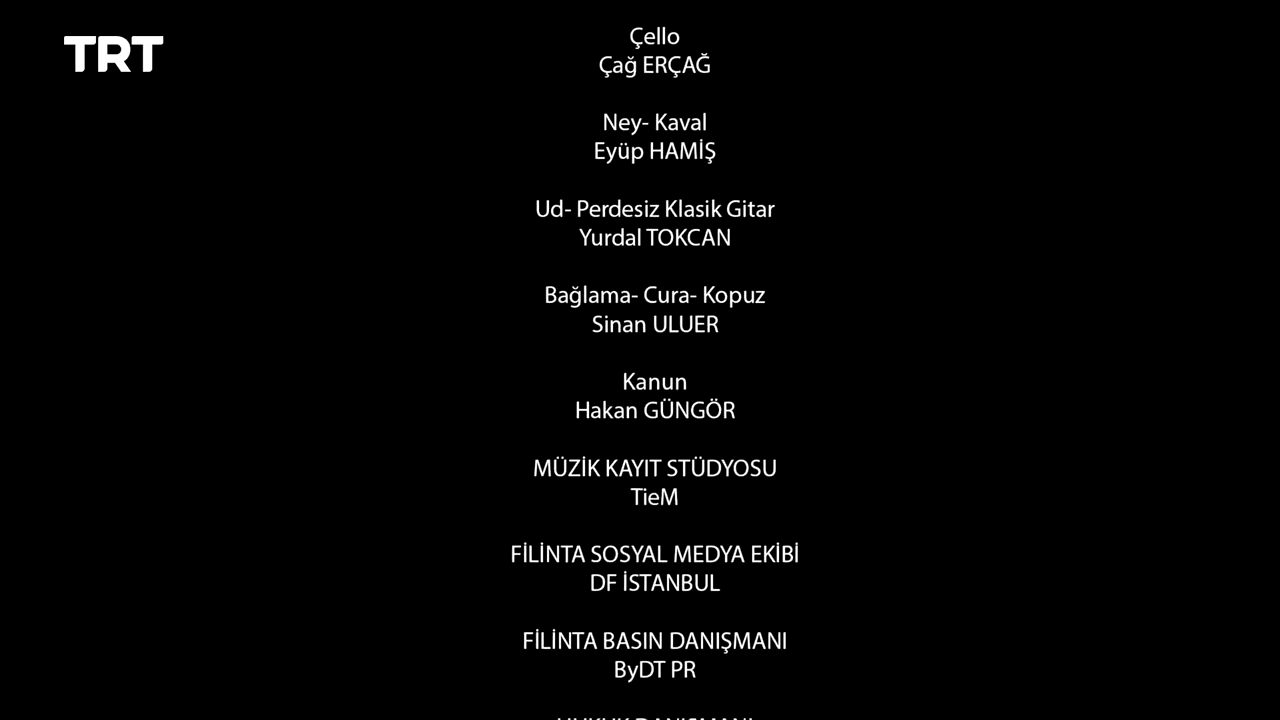 TRT
Çello
Çağ ERÇAĞ
Ney- Kaval
Eyüp HAMİŞ
Ud- Perdesiz Klasik Gitar
Yurdal TOKCAN
Bağlama- Cura- Kopuz
Sinan ULUER
Kanun
Hakan GÜNGÖR
MÜZİK KAYIT STÜDYOSU
TieM
FİLİNTA SOSYAL MEDYA EKİBİ
DF İSTANBUL
FİLİNTA BASIN DANIŞMANI
ByDT PR